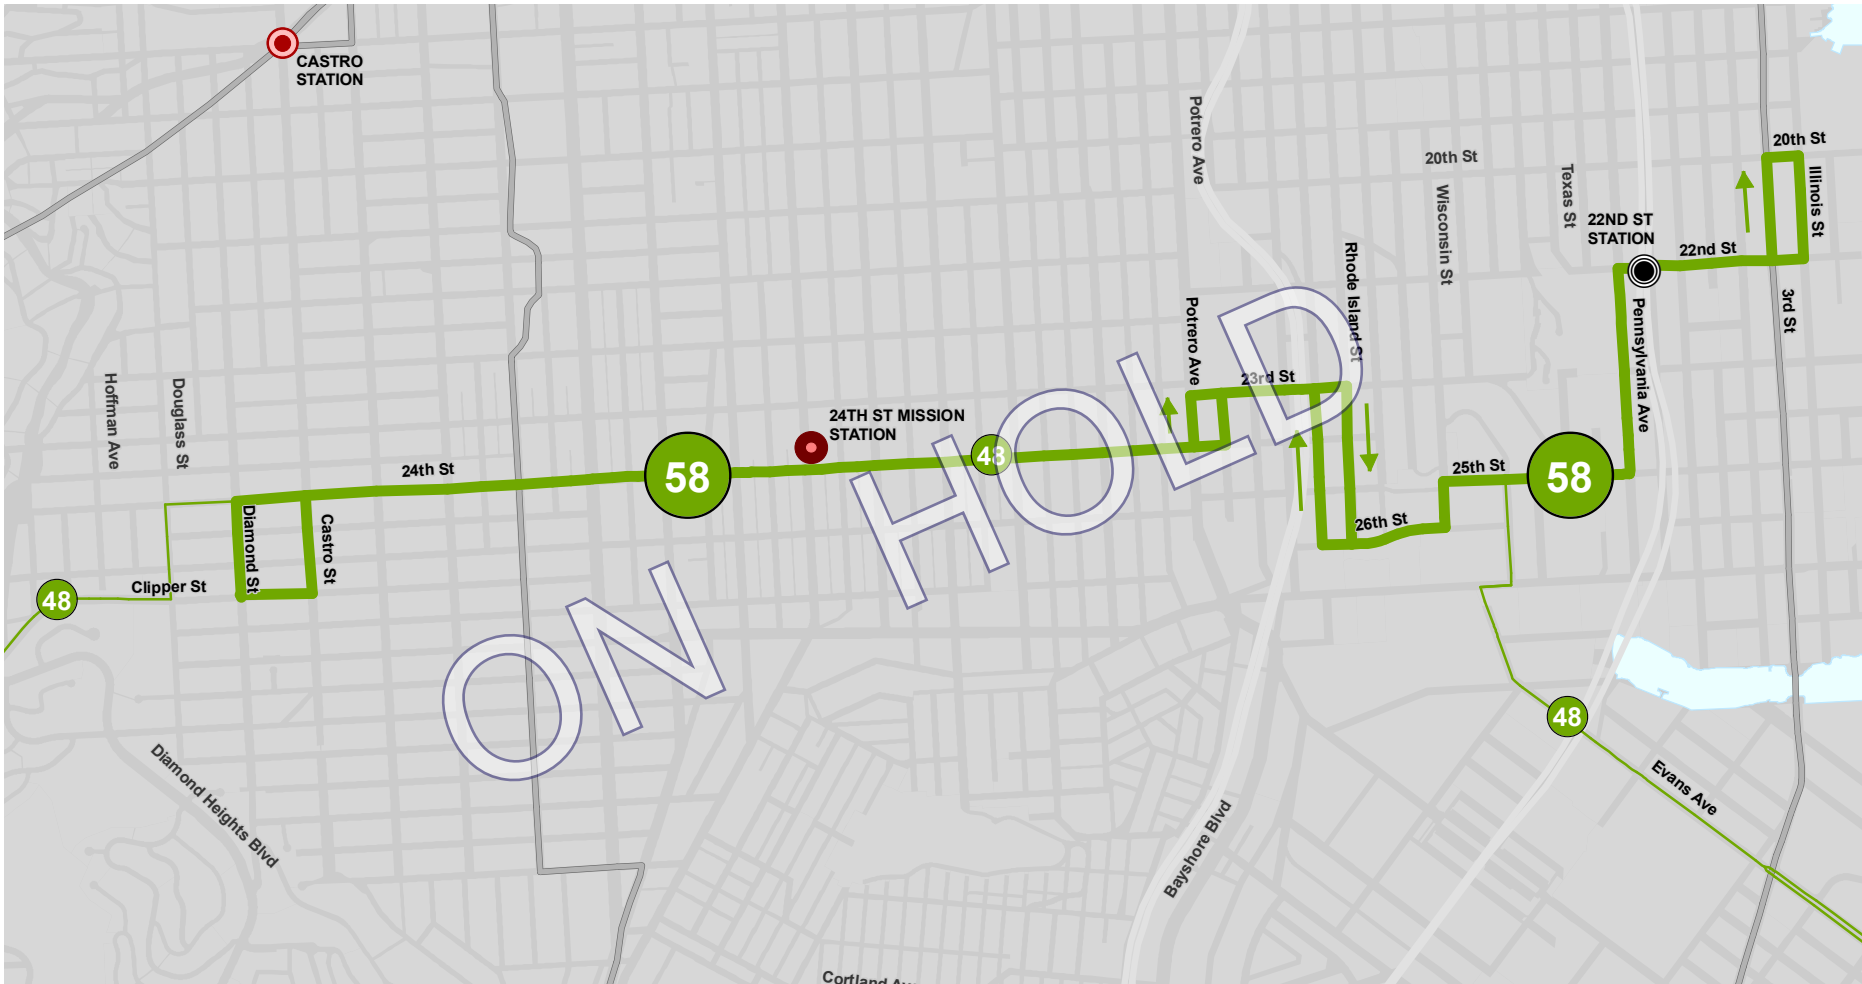 CASTRO
STATION
Potrero Ave
20th St
20th St
Illinois St
Texas St
Wisconsin St
22ND ST
STATION
22nd St
Rhode Island St
3rd St
Pennsylvania Ave
Potrero Ave
23rd St
Hoffman Ave
Douglass St
24TH ST MISSION
STATION
24th St
58
48
25th St
58
26th St
Diamond St
Castro St
Clipper St
48
ON HOLD
48
Evans Ave
Diamond Heights Blvd
Bayshore Blvd
Cortland